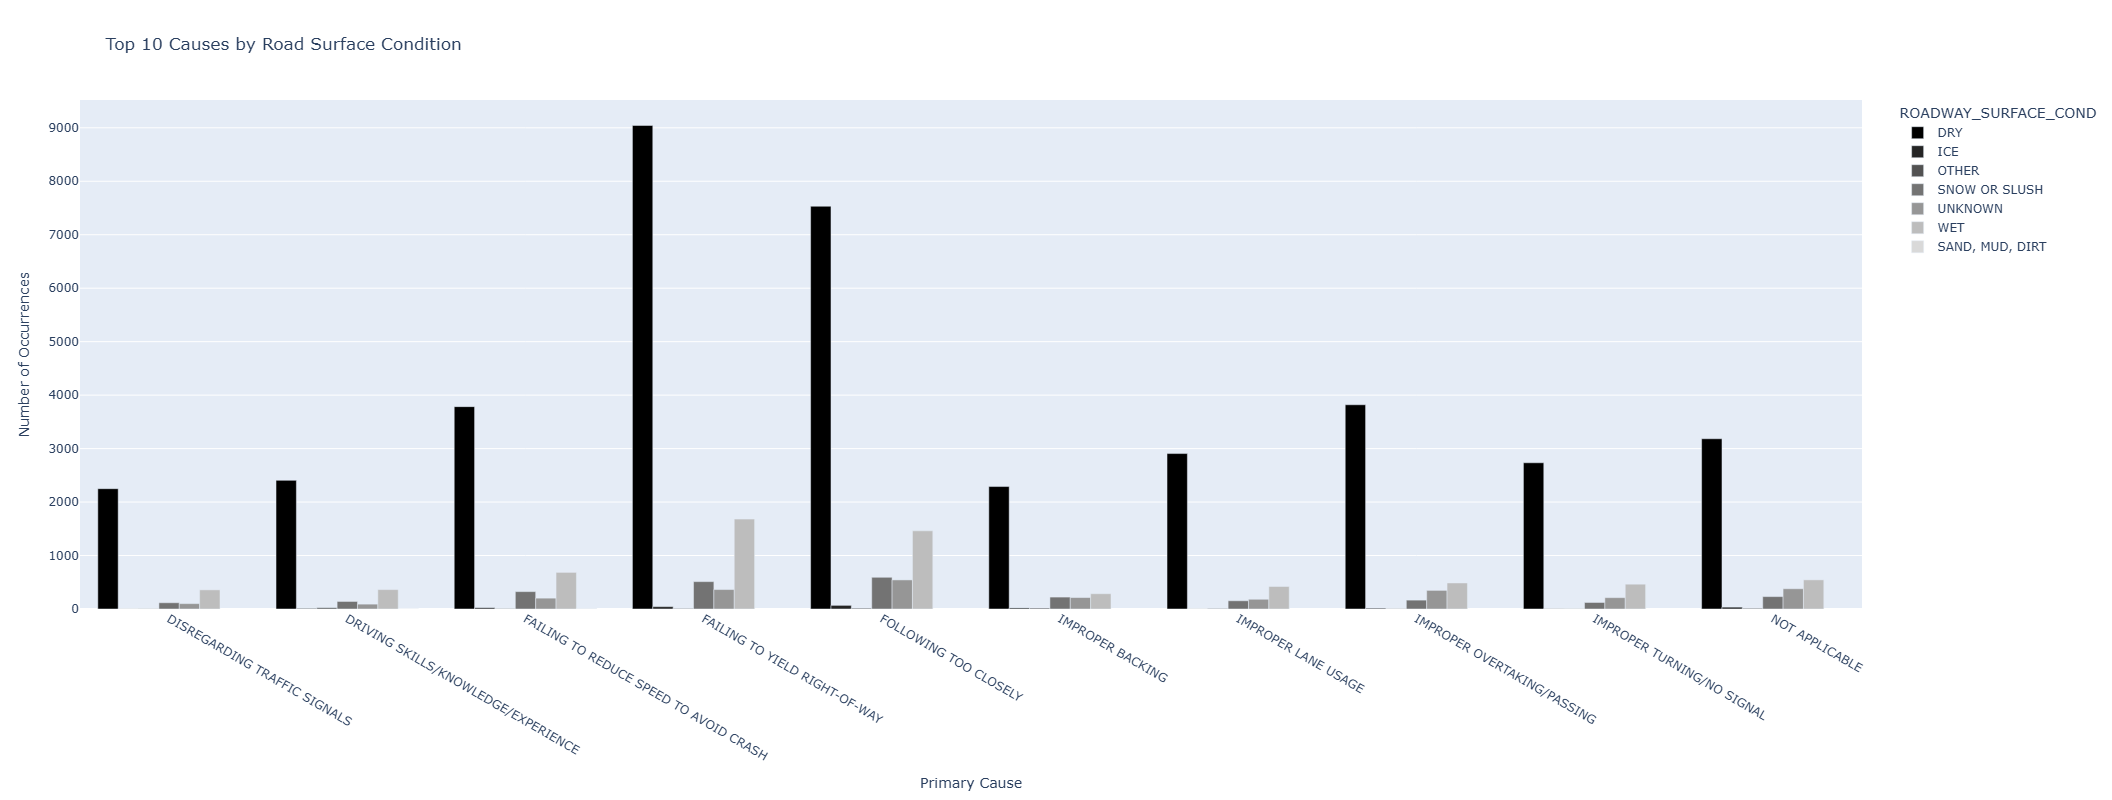 Top 10 Causes by Road Surface Condition
ROADWAY_SURFACE_COND
DRY
ICE
OTHER
SNOW OR SLUSH
UNKNOWN
WET
SAND, MUD, DIRT
Number of Occurrences
9000
8000
7000
6000
5000
4000
3000
2000
1000
0
DISREGARDING TRAFFIC SIGNALS
DRIVING SKILLS/KNOWLEDGE/EXPERIENCE
FAILING TO REDUCE SPEED TO AVOID CRASH
FAILING TO YIELD RIGHT-OF-WAY
FOLLOWING TOO CLOSELY
IMPROPER BACKING
IMPROPER LANE USAGE
IMPROPER OVERTAKING/PASSING
IMPROPER TURNING/NO SIGNAL
NOT APPLICABLE
Primary Cause